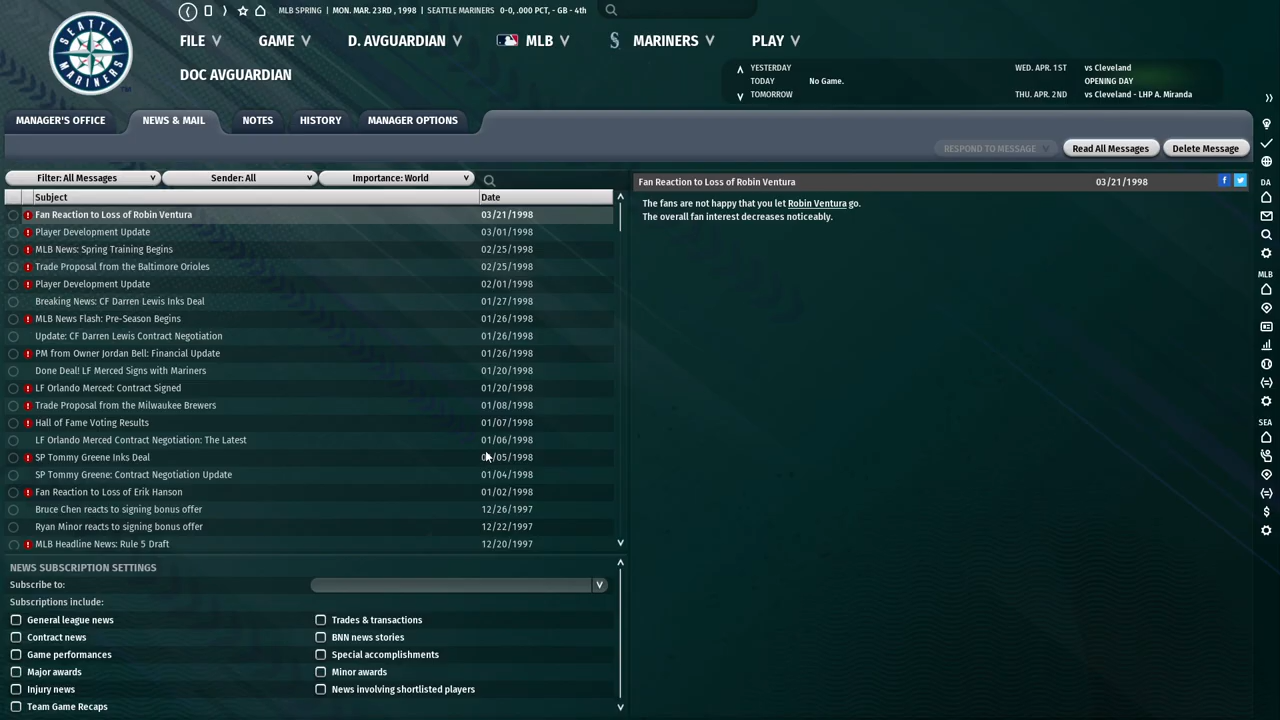 MLB SPRING | MON. MAR. 23RD , 1998 | SEATTLE MARINERS 0-0, .000 PCT, - GB - 4th
SEATTLE
MARINERS
FILE
GAME
D. AVGUARDIAN
MLB
MARINERS
PLAY
DOC AVGUARDIAN
YESTERDAY
TODAY No Game.
TOMORROW
WED. APR. 1ST vs Cleveland
OPENING DAY
THU. APR. 2ND vs Cleveland - LHP A. Miranda
MANAGER'S OFFICE
NEWS & MAIL
NOTES
HISTORY
MANAGER OPTIONS
RESPOND TO MESSAGE
Read All Messages
Delete Message
Filter: All Messages
Sender: All
Importance: World
Subject Date
Fan Reaction to Loss of Robin Ventura 03/21/1998
Player Development Update 03/01/1998
MLB News: Spring Training Begins 02/25/1998
Trade Proposal from the Baltimore Orioles 02/25/1998
Player Development Update 02/01/1998
Breaking News: CF Darren Lewis Inks Deal 01/27/1998
MLB News Flash: Pre-Season Begins 01/26/1998
Update: CF Darren Lewis Contract Negotiation 01/26/1998
PM from Owner Jordan Bell: Financial Update 01/26/1998
Done Deal! LF Merced Signs with Mariners 01/20/1998
LF Orlando Merced: Contract Signed 01/20/1998
Trade Proposal from the Milwaukee Brewers 01/08/1998
Hall of Fame Voting Results 01/07/1998
LF Orlando Merced Contract Negotiation: The Latest 01/06/1998
SP Tommy Greene Inks Deal 01/05/1998
SP Tommy Greene: Contract Negotiation Update 01/04/1998
Fan Reaction to Loss of Erik Hanson 01/02/1998
Bruce Chen reacts to signing bonus offer 12/26/1997
Ryan Minor reacts to signing bonus offer 12/22/1997
MLB Headline News: Rule 5 Draft 12/20/1997
Fan Reaction to Loss of Robin Ventura 03/21/1998
The fans are not happy that you let Robin Ventura go.
The overall fan interest decreases noticeably.
NEWS SUBSCRIPTION SETTINGS
Subscribe to:
Subscriptions include:
General league news
Trades & transactions
Contract news
BNN news stories
Game performances
Special accomplishments
Major awards
Minor awards
Injury news
News involving shortlisted players
Team Game Recaps
DA
MLB
SEA